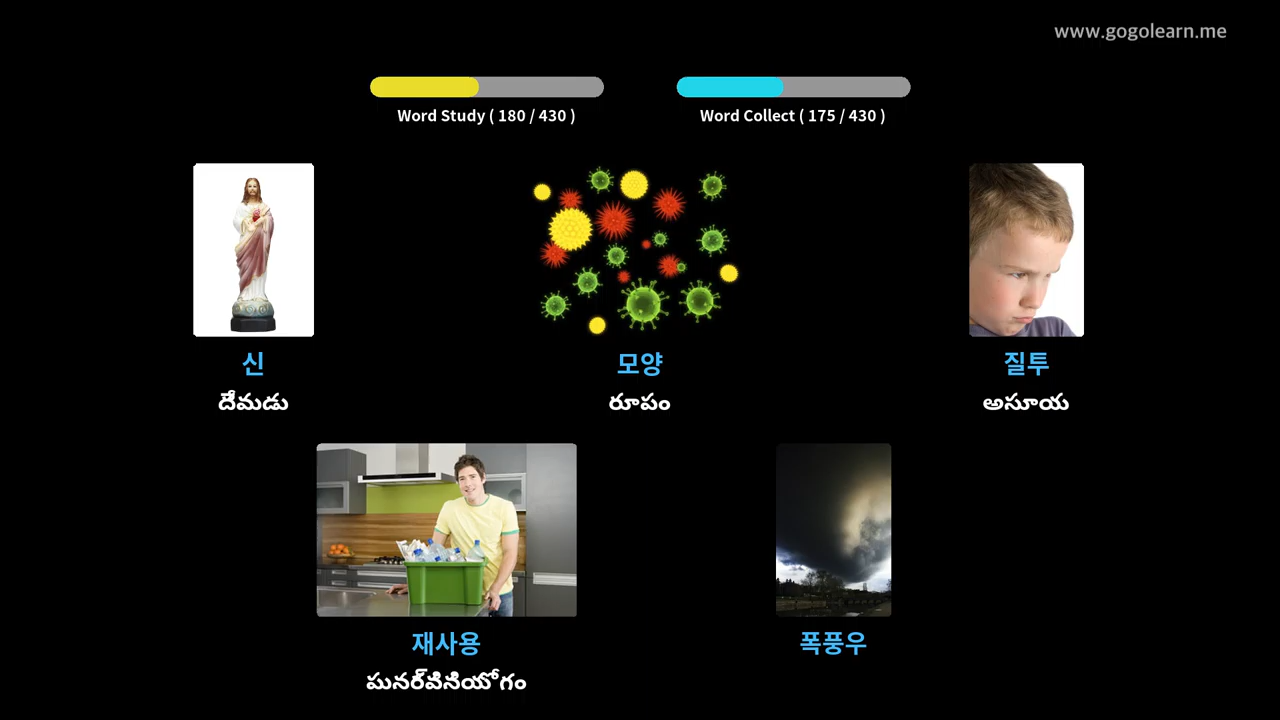 www.gogolearn.me
Word Study ( 180 / 430 )
Word Collect ( 175 / 430 )
신
దేమడు
모양
రూపం
질투
అసూయ
재사용
పునర్వినియోగం
폭풍우